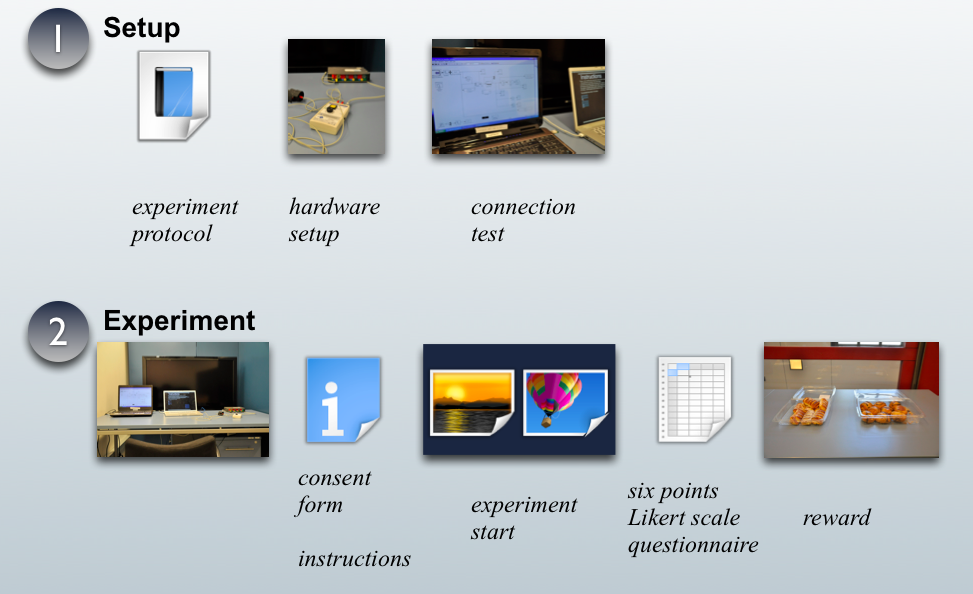 1
Setup
experiment
protocol
hardware
setup
connection
test
2
Experiment
consent
form
instructions
experiment
start
six points
Likert scale
questionnaire
reward